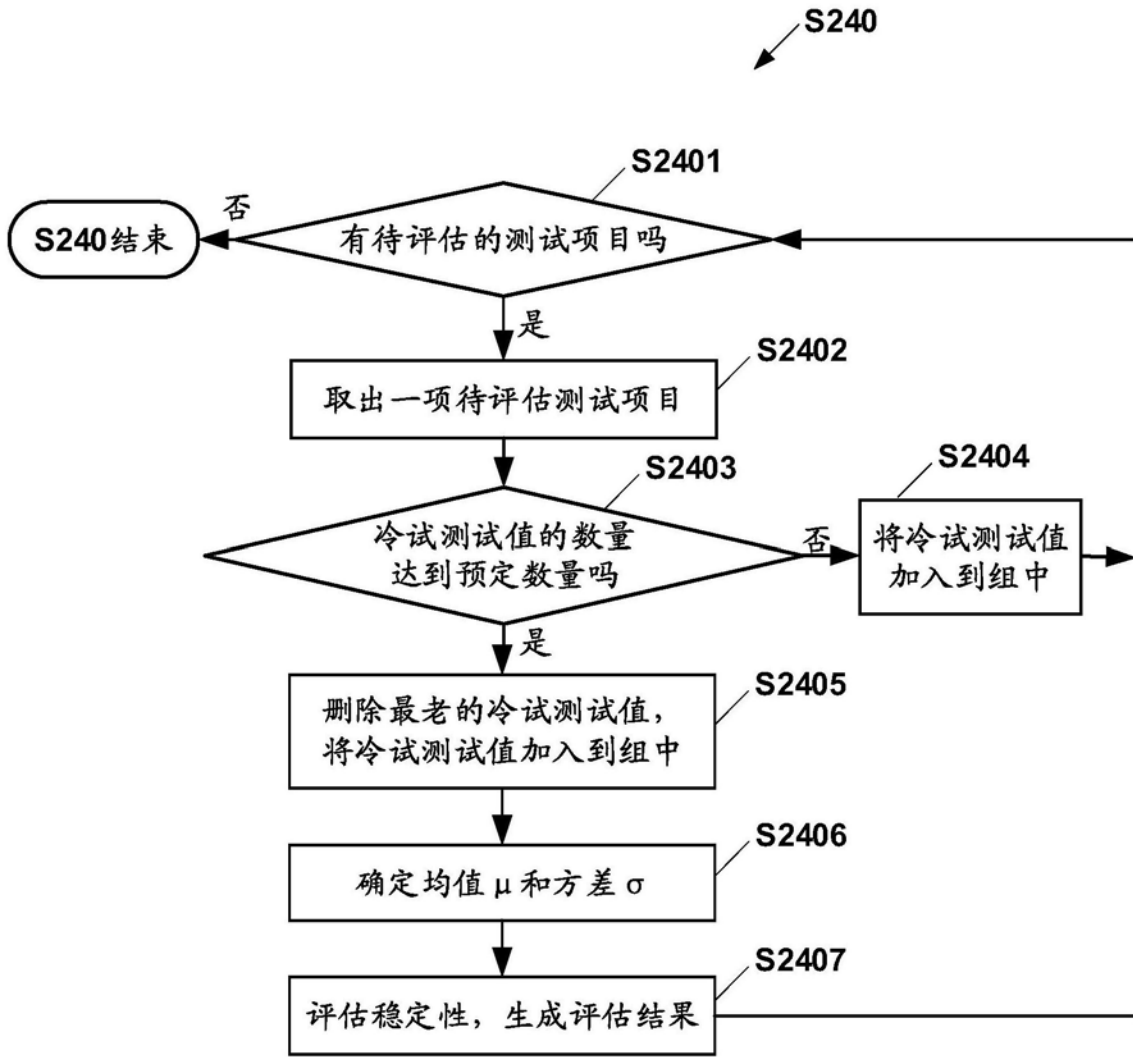 S240
S2401
否
S240结束
有待评估的测试项目吗
是
S2402
取出一项待评估测试项目
S2403
S2404
冷试测试值的数量
达到预定数量吗
否
将冷试测试值
加入到组中
是
S2405
删除最老的冷试测试值，
将冷试测试值加入到组中
S2406
确定均值 μ 和方差 σ
S2407
评估稳定性，生成评估结果